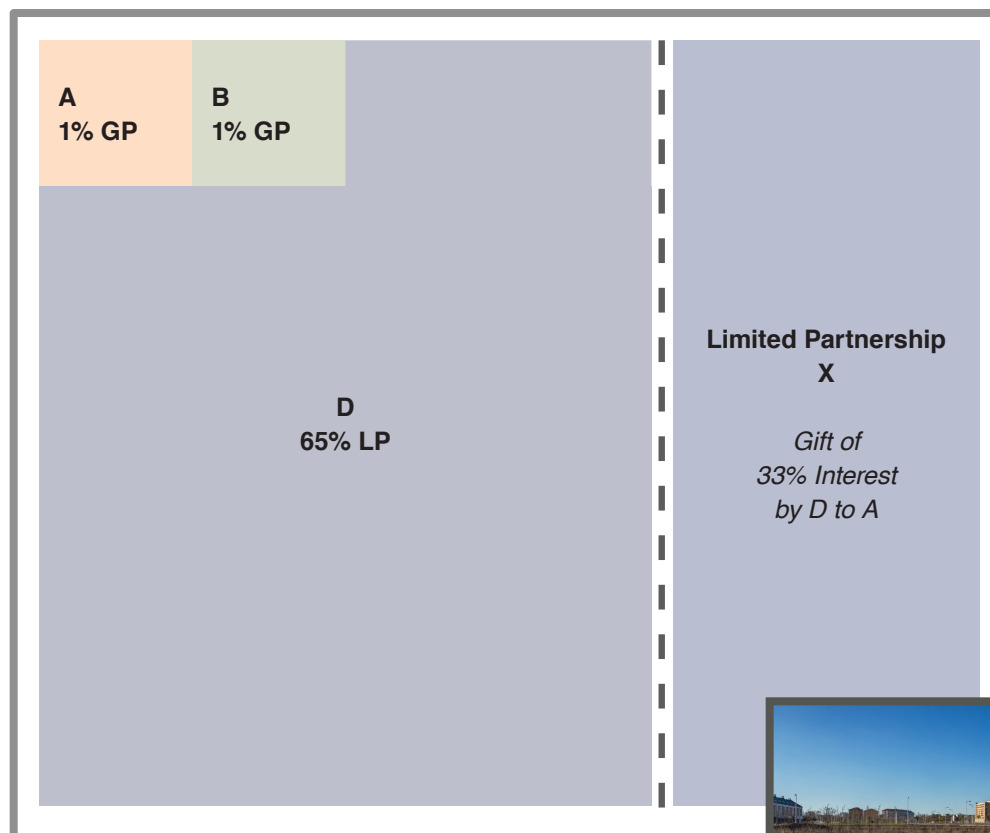 A
1% GP
B
1% GP
D
65% LP
Limited Partnership
X
Gift of
33% Interest
by D to A